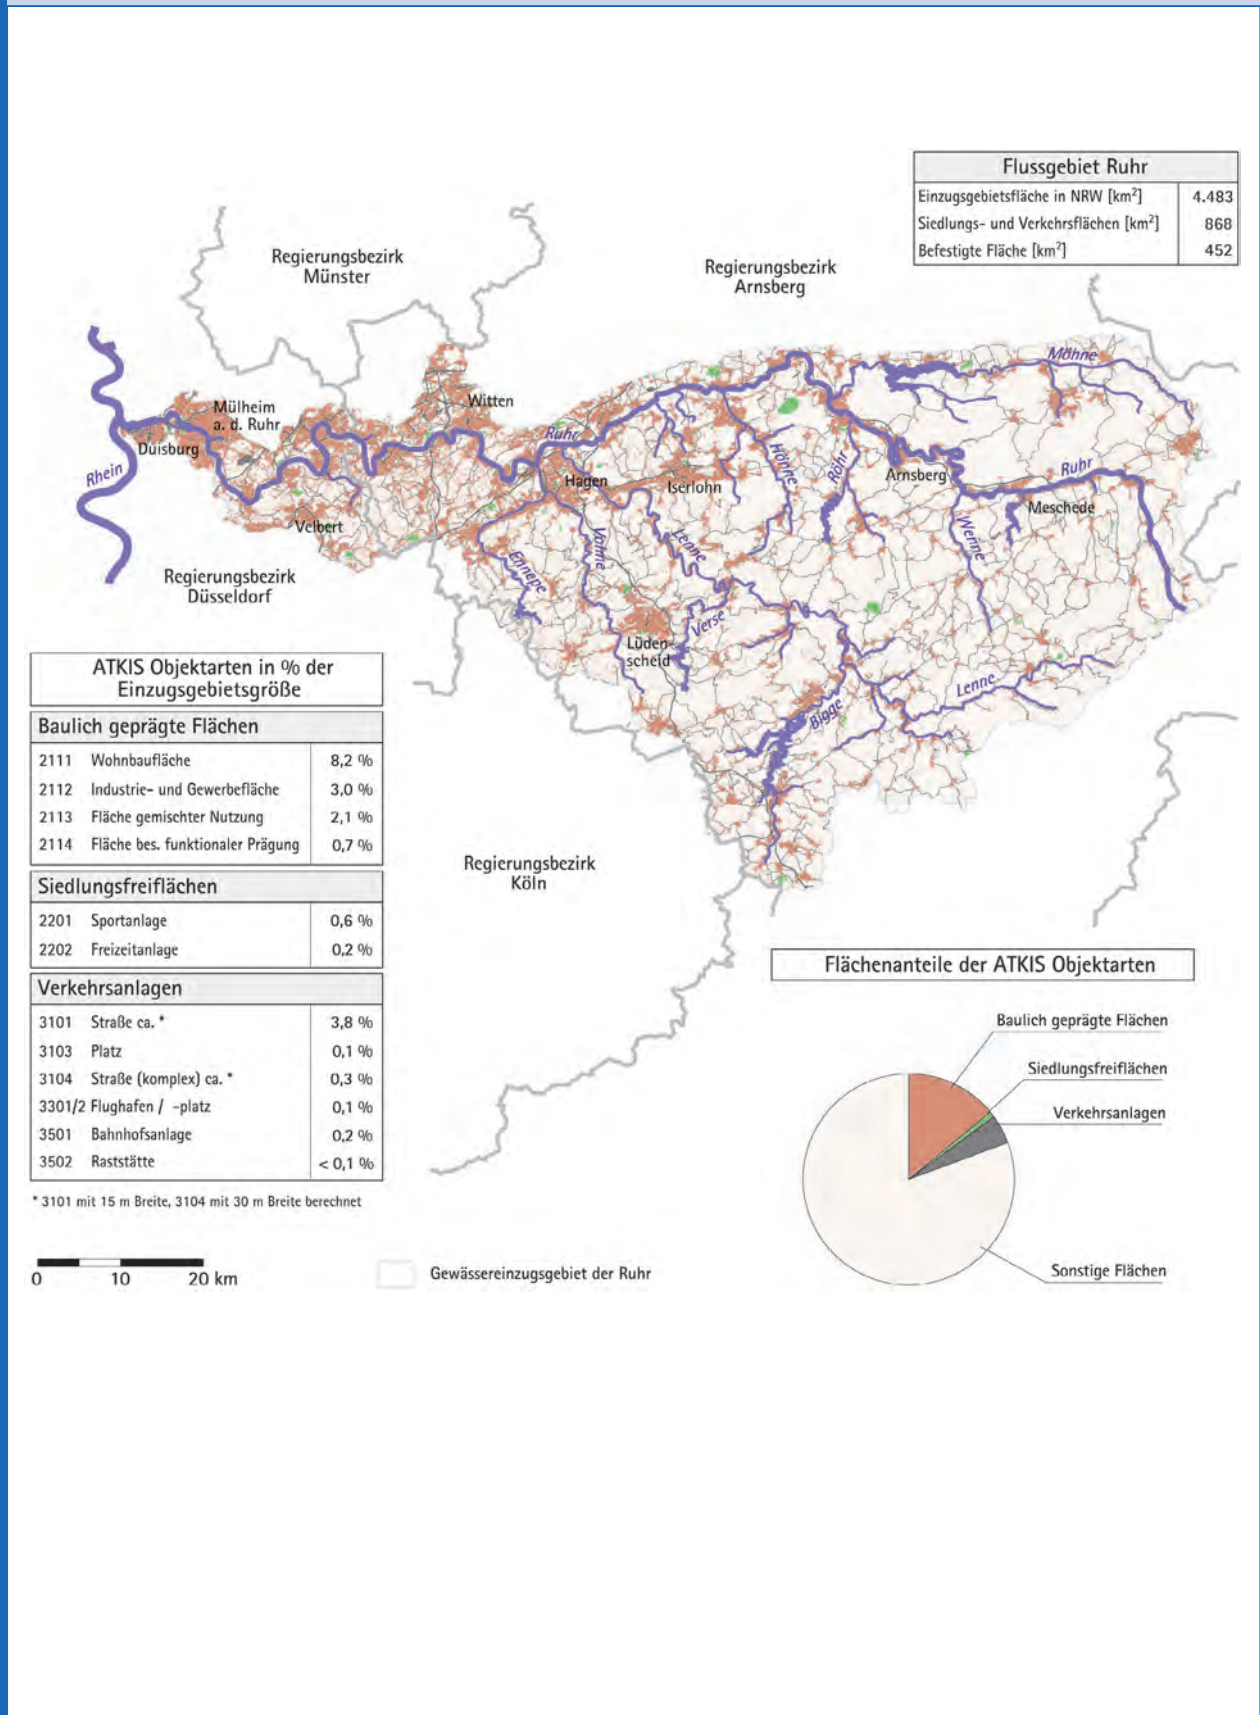 Flussgebiet Ruhr
Einzugsgebietsfläche in NRW [km²] 4.483
Siedlungs- und Verkehrsflächen [km²] 868
Befestigte Fläche [km²] 452
Regierungsbezirk
Münster
Regierungsbezirk
Arnsberg
Möhne
Mülheim
a. d. Ruhr
Witten
Duisburg
Ruhr
Rhein
Hönne
Röhr
Arnsberg
Ruhr
Hagen
Iserlohn
Meschede
Velbert
Volme
Lenne
Wenne
Ennepe
Regierungsbezirk
Düsseldorf
Verse
Lüden-
scheid
Lenne
Bigge
ATKIS Objektarten in % der
Einzugsgebietsgröße
Baulich geprägte Flächen
2111 Wohnbaufläche 8,2 %
2112 Industrie- und Gewerbefläche 3,0 %
2113 Fläche gemischter Nutzung 2,1 %
2114 Fläche bes. funktionaler Prägung 0,7 %
Siedlungsfreiflächen
2201 Sportanlage 0,6 %
2202 Freizeitanlage 0,2 %
Verkehrsanlagen
3101 Straße ca. * 3,8 %
3103 Platz 0,1 %
3104 Straße (komplex) ca. * 0,3 %
3301/2 Flughafen / -platz 0,1 %
3501 Bahnhofsanlage 0,2 %
3502 Raststätte < 0,1 %
* 3101 mit 15 m Breite, 3104 mit 30 m Breite berechnet
Regierungsbezirk
Köln
Flächenanteile der ATKIS Objektarten
Baulich geprägte Flächen
Siedlungsfreiflächen
Verkehrsanlagen
Sonstige Flächen
0 10 20 km
Gewässereinzugsgebiet der Ruhr